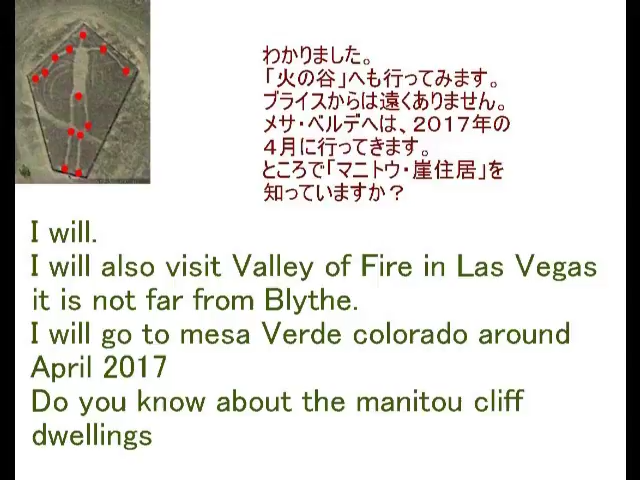 わかりました。
「火の谷」へも行ってみます。
ブライスからは遠くありません。
メサ・ベルデへは、２０１７年の
４月に行ってきます。
ところで「マニトウ・崖住居」を
知っていますか？
I will.
I will also visit Valley of Fire in Las Vegas
it is not far from Blythe.
I will go to mesa Verde colorado around
April 2017
Do you know about the manitou cliff
dwellings